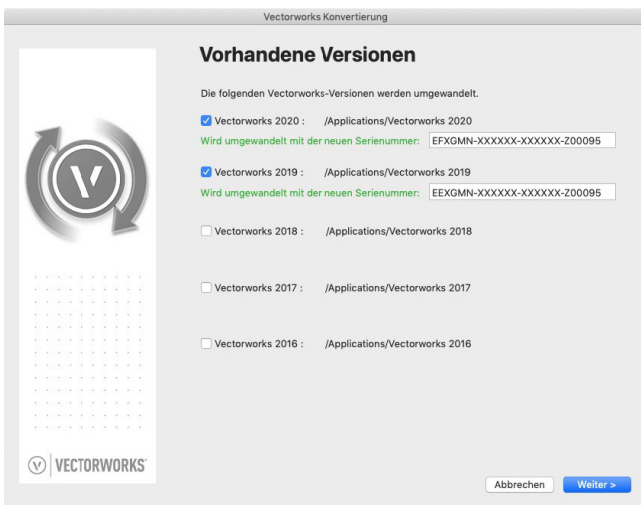 Vectorworks Konvertierung
Vorhandene Versionen
Die folgenden Vectorworks-Versionen werden umgewandelt.
Vectorworks 2020 : /Applications/Vectorworks 2020
Wird umgewandelt mit der neuen Serienummer: EFXGMN-XXXXXX-XXXXXX-Z00095
Vectorworks 2019 : /Applications/Vectorworks 2019
Wird umgewandelt mit der neuen Serienummer: EEXGMN-XXXXXX-XXXXXX-Z00095
Vectorworks 2018 : /Applications/Vectorworks 2018
Vectorworks 2017 : /Applications/Vectorworks 2017
Vectorworks 2016 : /Applications/Vectorworks 2016
VECTORWORKS
Abbrechen Weiter >